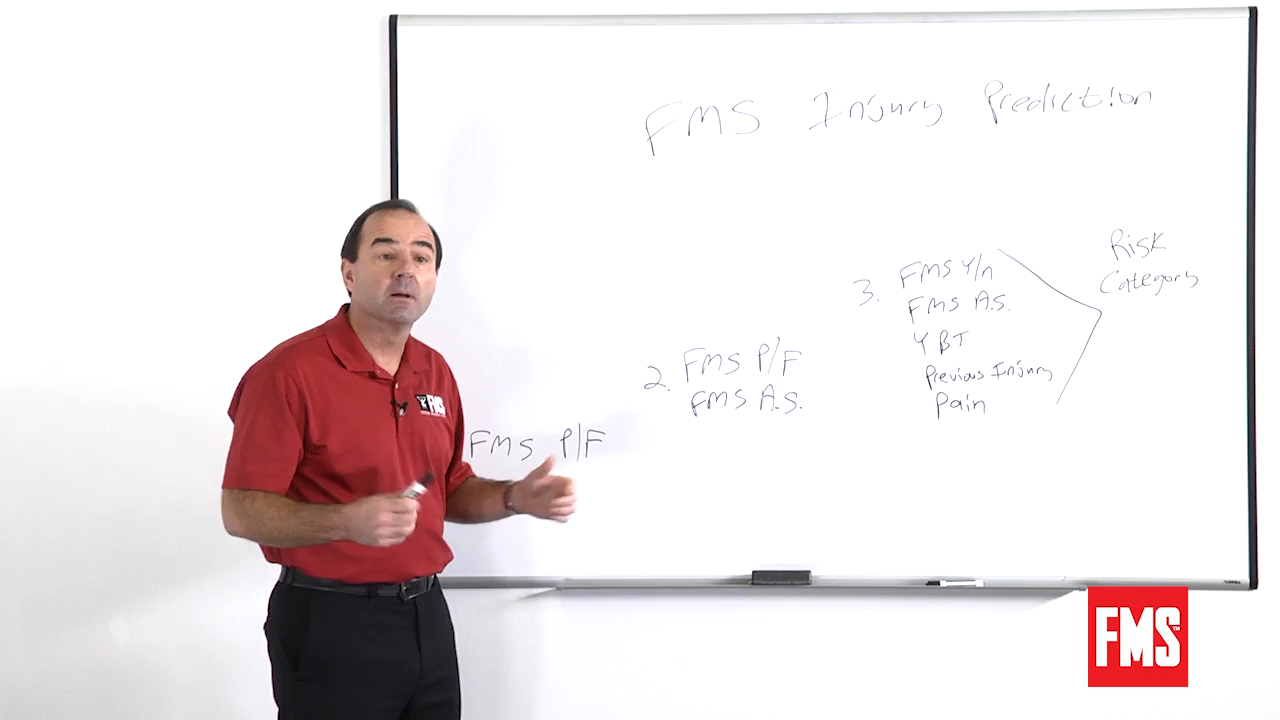 FMS Injury Prediction
FMS P/F
2. FMS P/F
FMS A.S.
3. FMS Y/n
FMS A.S.
YBT
Previous Injury
Pain
Risk
Category
FMS
FMS